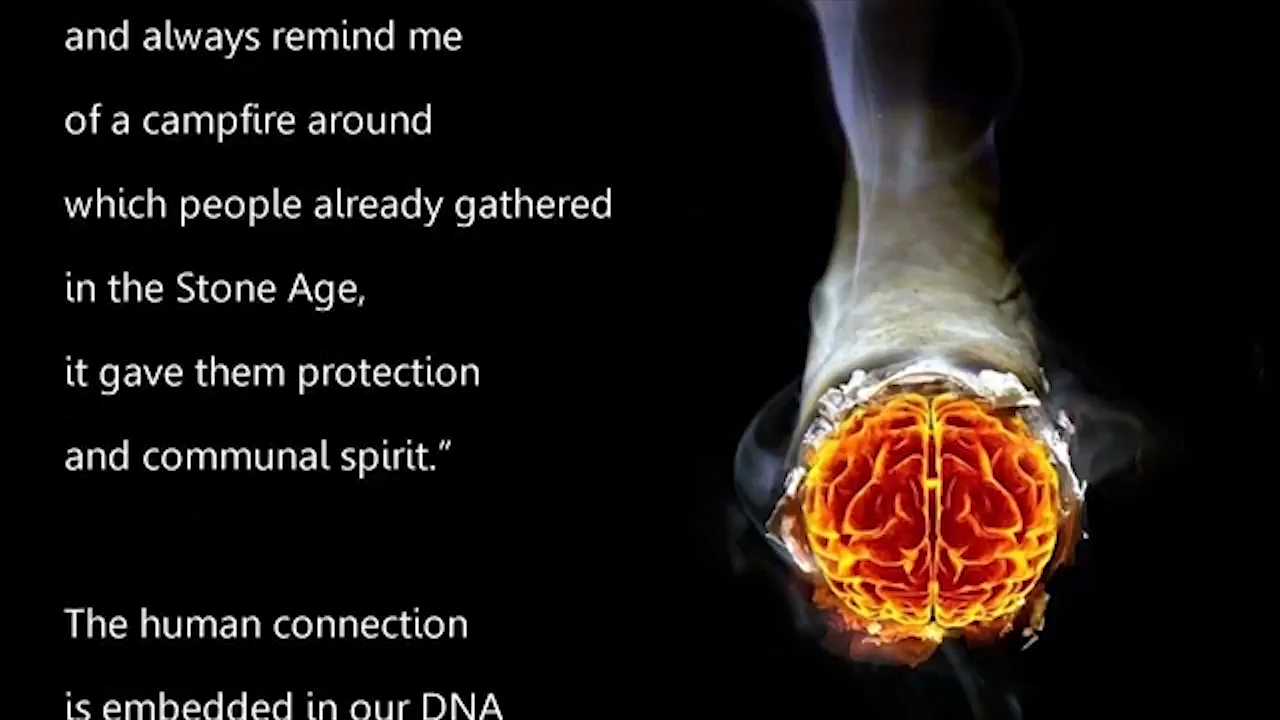 and always remind me
of a campfire around
which people already gathered
in the Stone Age,
it gave them protection
and communal spirit.”
The human connection
is embedded in our DNA